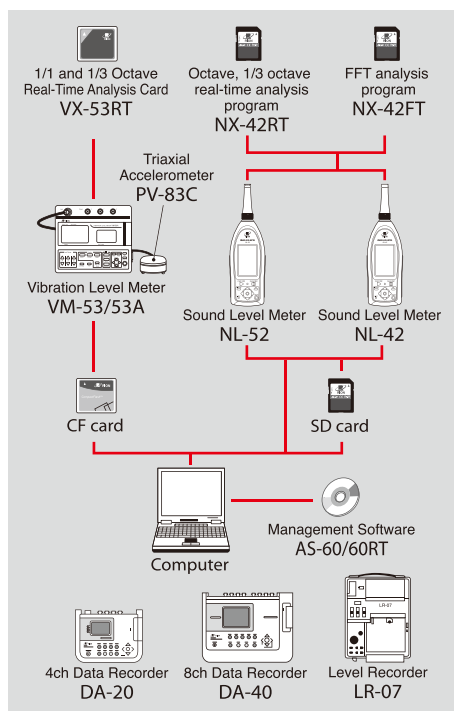 1/1 and 1/3 Octave
Real-Time Analysis Card
VX-53RT
Octave, 1/3 octave
real-time analysis
program
NX-42RT
FFT analysis
program
NX-42FT
Triaxial
Accelerometer
PV-83C
Vibration Level Meter
VM-53/53A
Sound Level Meter
NL-52
Sound Level Meter
NL-42
CF card
SD card
Computer
Management Software
AS-60/60RT
4ch Data Recorder
DA-20
8ch Data Recorder
DA-40
LR-07
Level Recorder
LR-07